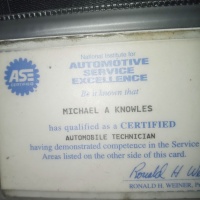 ASE
National Institute for
AUTOMOTIVE
SERVICE
EXCELLENCE
Be it known that
MICHAEL A KNOWLES
has qualified as a CERTIFIED
AUTOMOBILE TECHNICIAN
having demonstrated competence in the Service
Areas listed on the other side of this card.
Ronald H
RONALD H. WEINER,